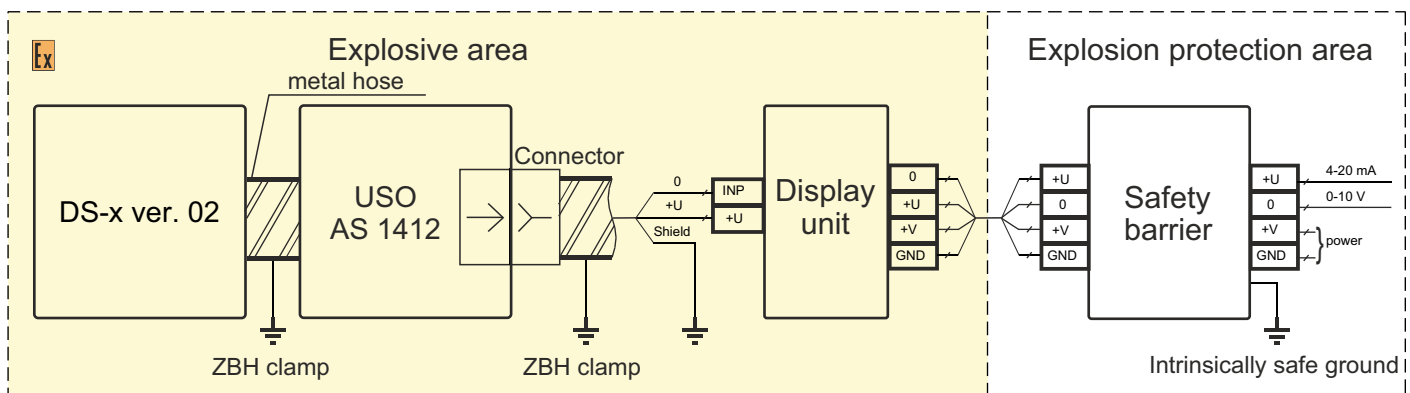 Ex
Explosive area
Explosion protection area
metal hose
DS-x ver. 02
USO
AS 1412
Connector
0
+U
Shield
INP
+U
Display
unit
0
+U
+V
GND
+U
0
+V
GND
Safety
barrier
+U
0
+V
GND
4-20 mA
0-10 V
power
ZBH clamp
ZBH clamp
Intrinsically safe ground